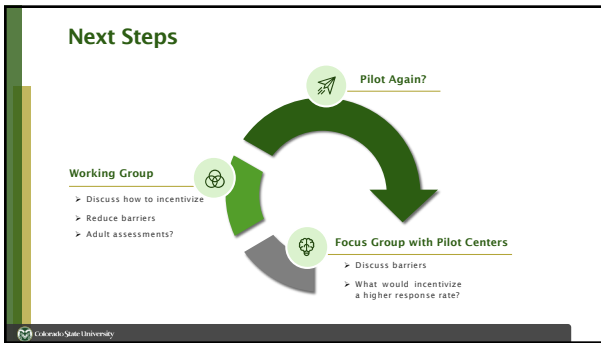 Next Steps
Pilot Again?
Working Group
➢ Discuss how to incentivize
➢ Reduce barriers
➢ Adult assessments?
Focus Group with Pilot Centers
➢ Discuss barriers
➢ What would incentivize
a higher response rate?
Colorado State University